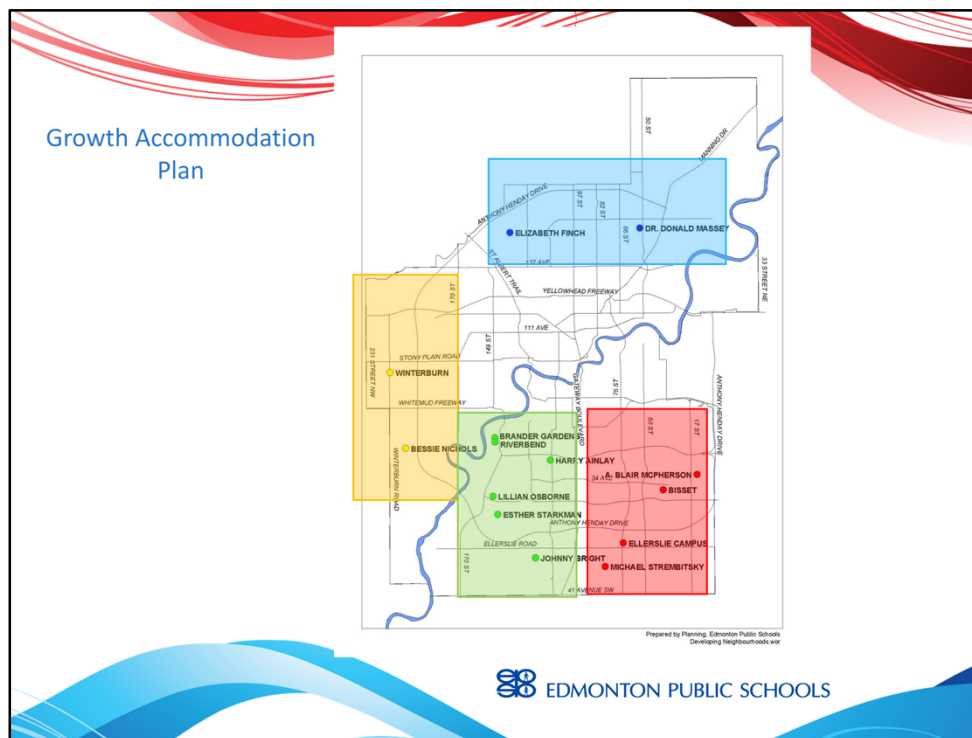 Growth Accommodation
Plan
50 ST
MANNING DR
ANTHONY HENDAY DRIVE
97 ST
82 ST
66 ST
ELIZABETH FINCH
DR. DONALD MASSEY
137 AVE
ST ALBERT TRAIL
33 STREET NE
170 ST
YELLOWHEAD FREEWAY
111 AVE
149 ST
STONY PLAIN ROAD
231 STREET NW
WINTERBURN
GATEWAY BOULEVARD
75 ST
ANTHONY HENDAY DRIVE
WHITEMUD FREEWAY
50 ST
17 ST
BRANDER GARDENS
RIVERBEND
BESSIE NICHOLS
HARRY AINLAY
WINTERBURN ROAD
34 AVE
A. BLAIR MCPHERSON
BISSET
LILLIAN OSBORNE
ESTHER STARKMAN
ANTHONY HENDAY DRIVE
ELLERSLIE ROAD
ELLERSLIE CAMPUS
170 ST
JOHNNY BRIGHT
MICHAEL STREMBITSKY
41 AVENUE SW
Prepared by Planning, Edmonton Public Schools
Developing Neighbourhoods.wor
EDMONTON PUBLIC SCHOOLS